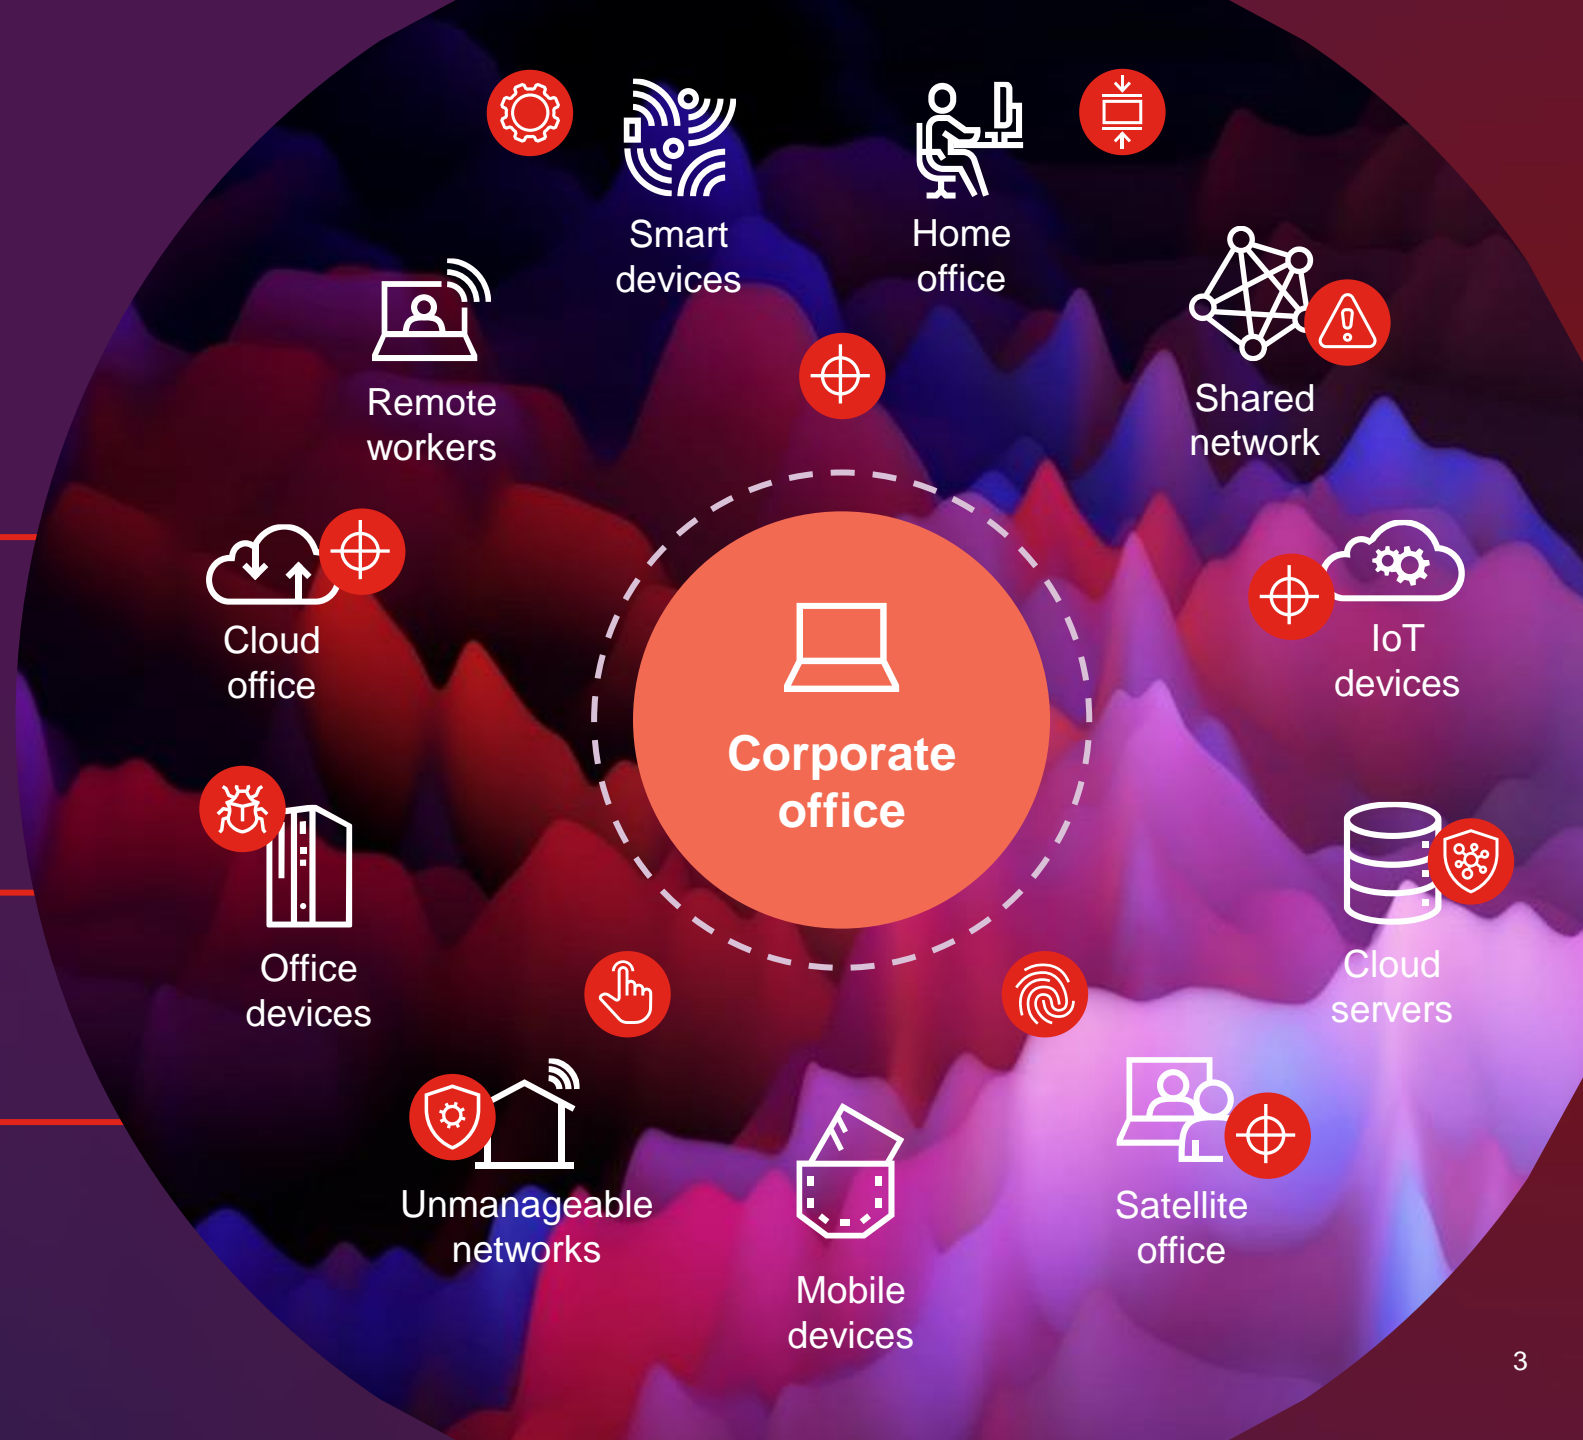 Smart
devices
Home
office
Remote
workers
Shared
network
Cloud
office
IoT
devices
Corporate
office
Office
devices
Cloud
servers
Unmanageable
networks
Satellite
office
Mobile
devices
3